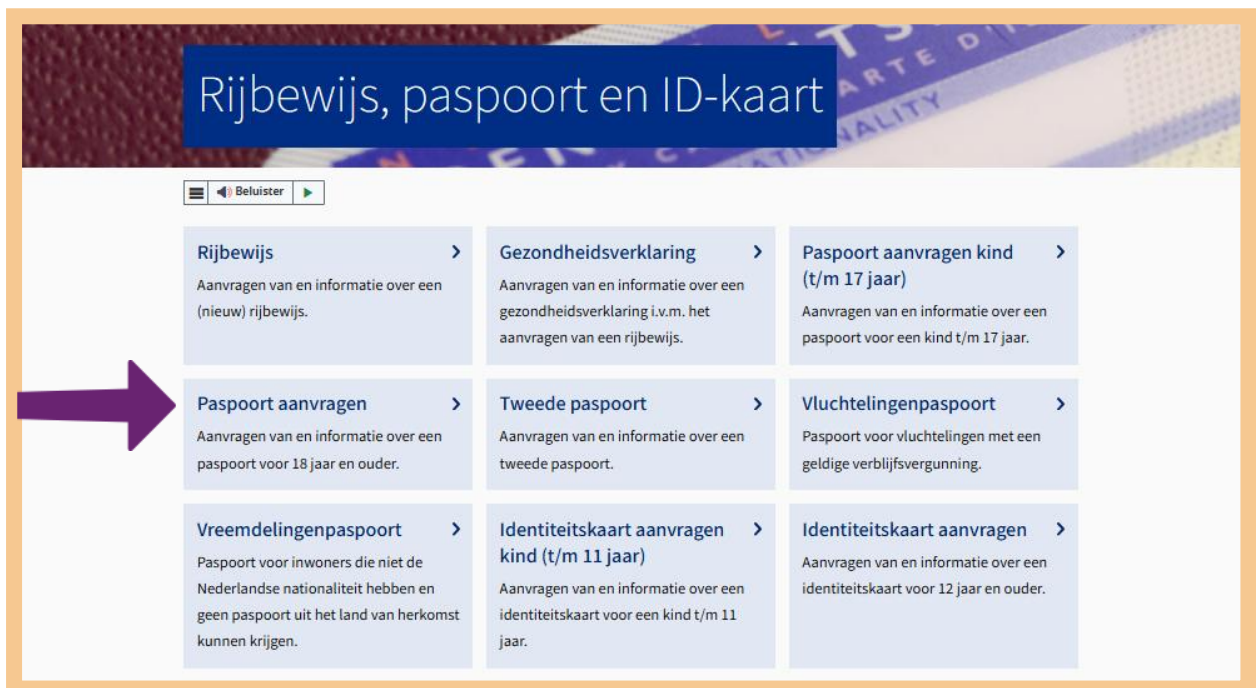 Rijbewijs, paspoort en ID-kaart
Beluister
Rijbewijs
Aanvragen van en informatie over een
(nieuw) rijbewijs.
Gezondheidsverklaring
Aanvragen van en informatie over een
gezondheidsverklaring i.v.m. het
aanvragen van een rijbewijs.
Paspoort aanvragen kind
(t/m 17 jaar)
Aanvragen van en informatie over een
paspoort voor een kind t/m 17 jaar.
Paspoort aanvragen
Aanvragen van en informatie over een
paspoort voor 18 jaar en ouder.
Tweede paspoort
Aanvragen van en informatie over een
tweede paspoort.
Vluchtelingenpaspoort
Paspoort voor vluchtelingen met een
geldige verblijfsvergunning.
Vreemdelingenpaspoort
Paspoort voor inwoners die niet de
Nederlandse nationaliteit hebben en
geen paspoort uit het land van herkomst
kunnen krijgen.
Identiteitskaart aanvragen
kind (t/m 11 jaar)
Aanvragen van en informatie over een
identiteitskaart voor een kind t/m 11
jaar.
Identiteitskaart aanvragen
Aanvragen van en informatie over een
identiteitskaart voor 12 jaar en ouder.